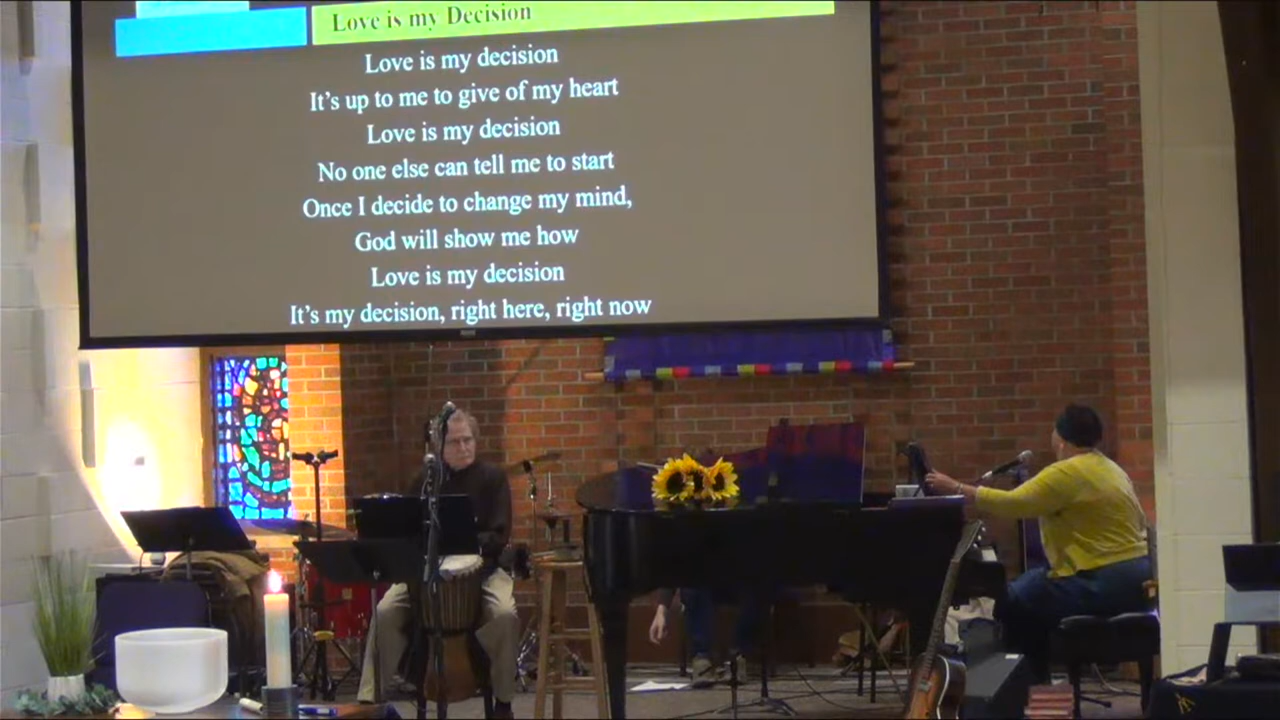 Love is my Decision
Love is my decision
It's up to me to give of my heart
Love is my decision
No one else can tell me to start
Once I decide to change my mind,
God will show me how
Love is my decision
It's my decision, right here, right now